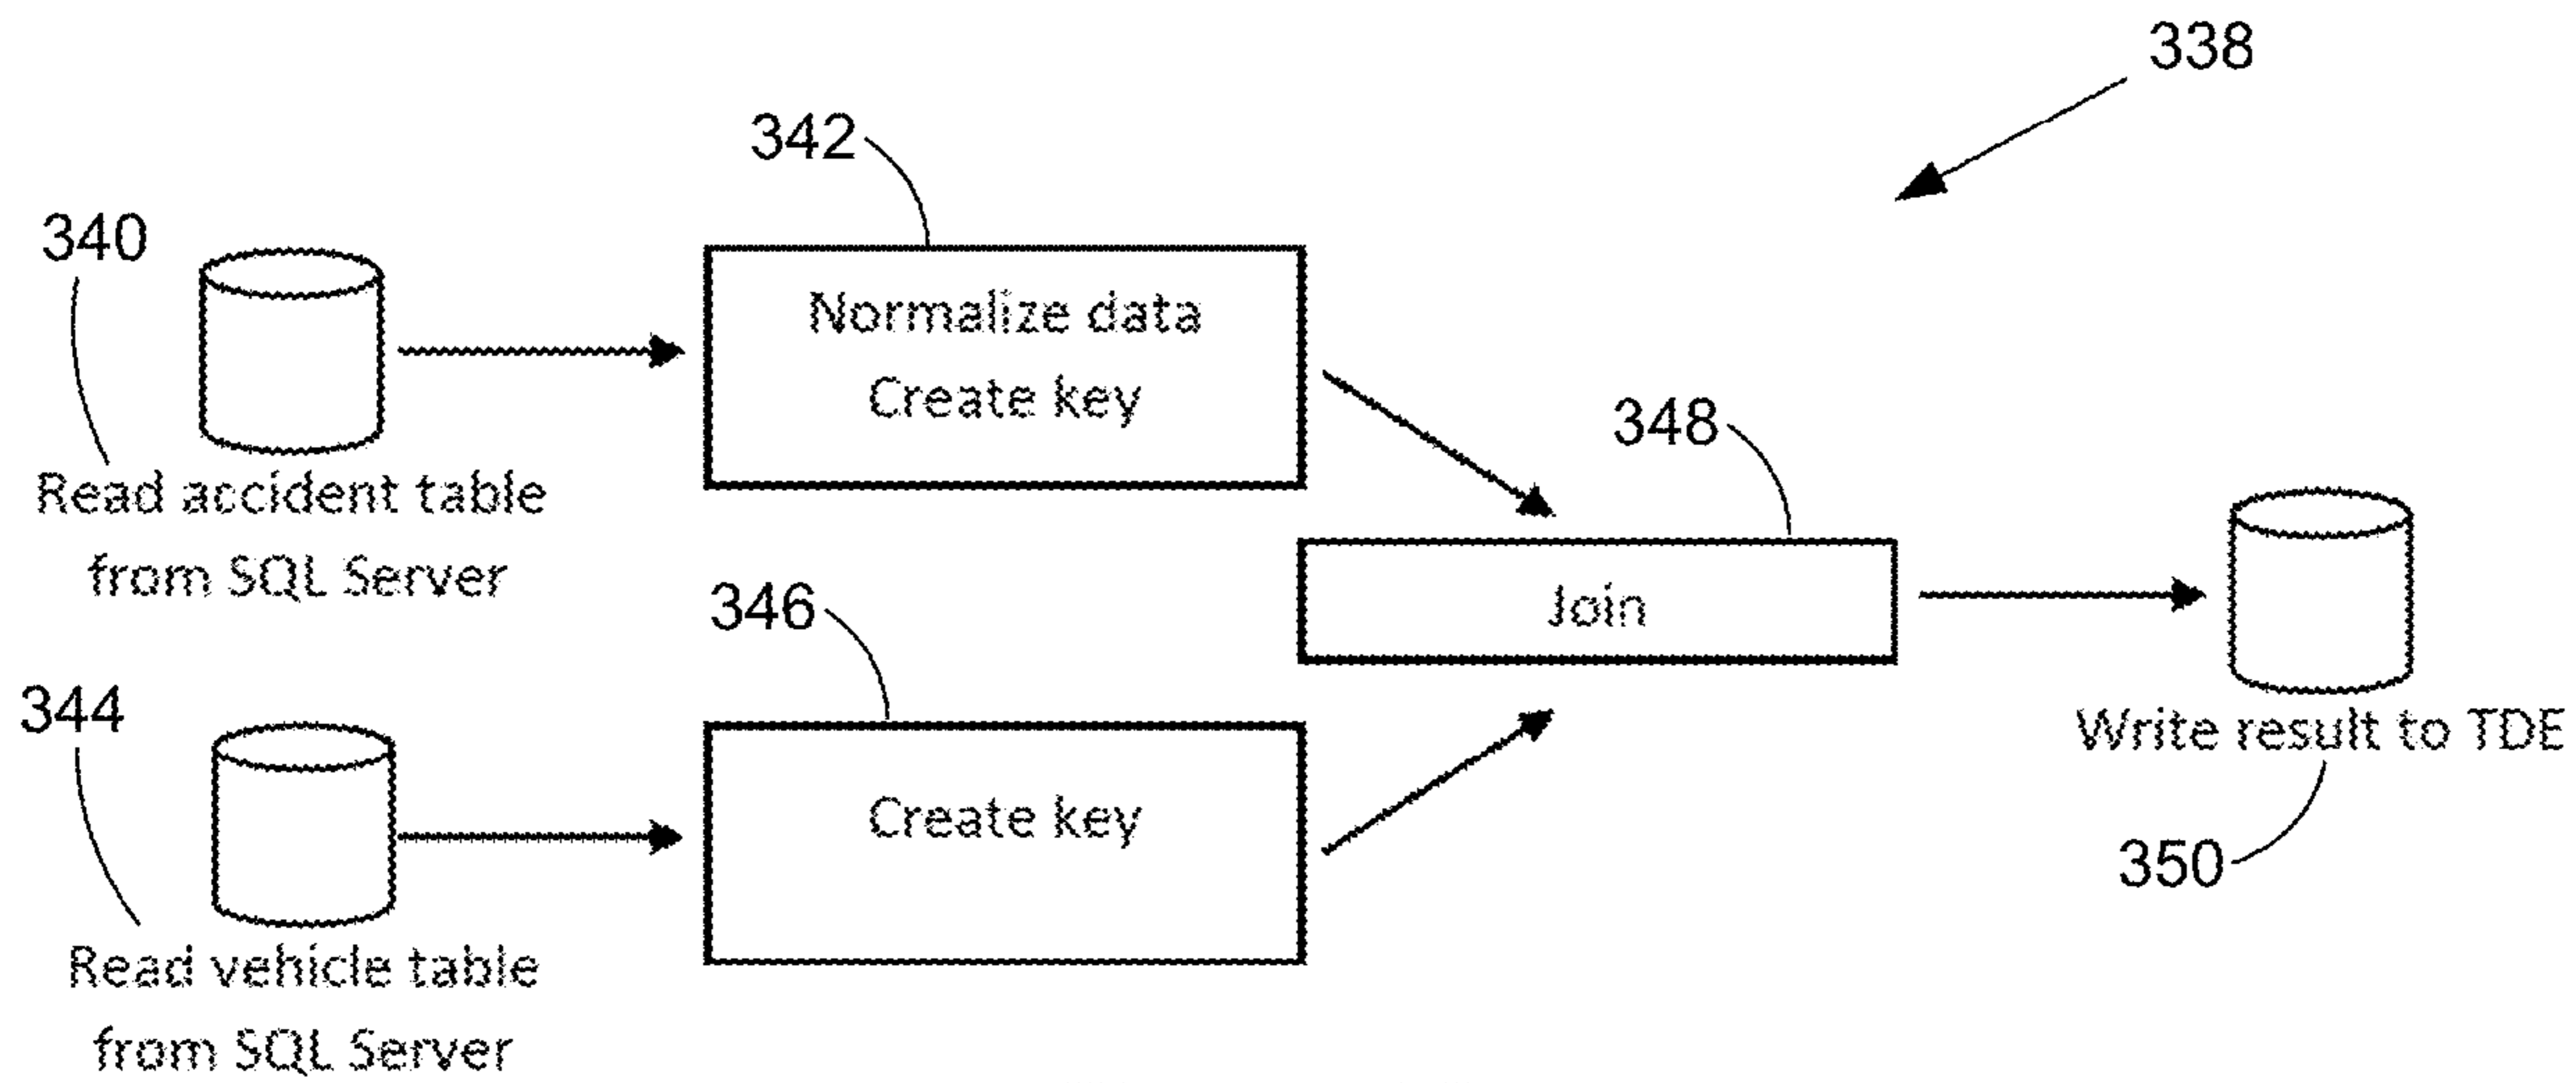 338
342
340
Normalize data
Create key
348
Read accident table
from SQL Server
346
Join
344
Write result to TDE
Create key
350
Read vehicle table
from SQL Server